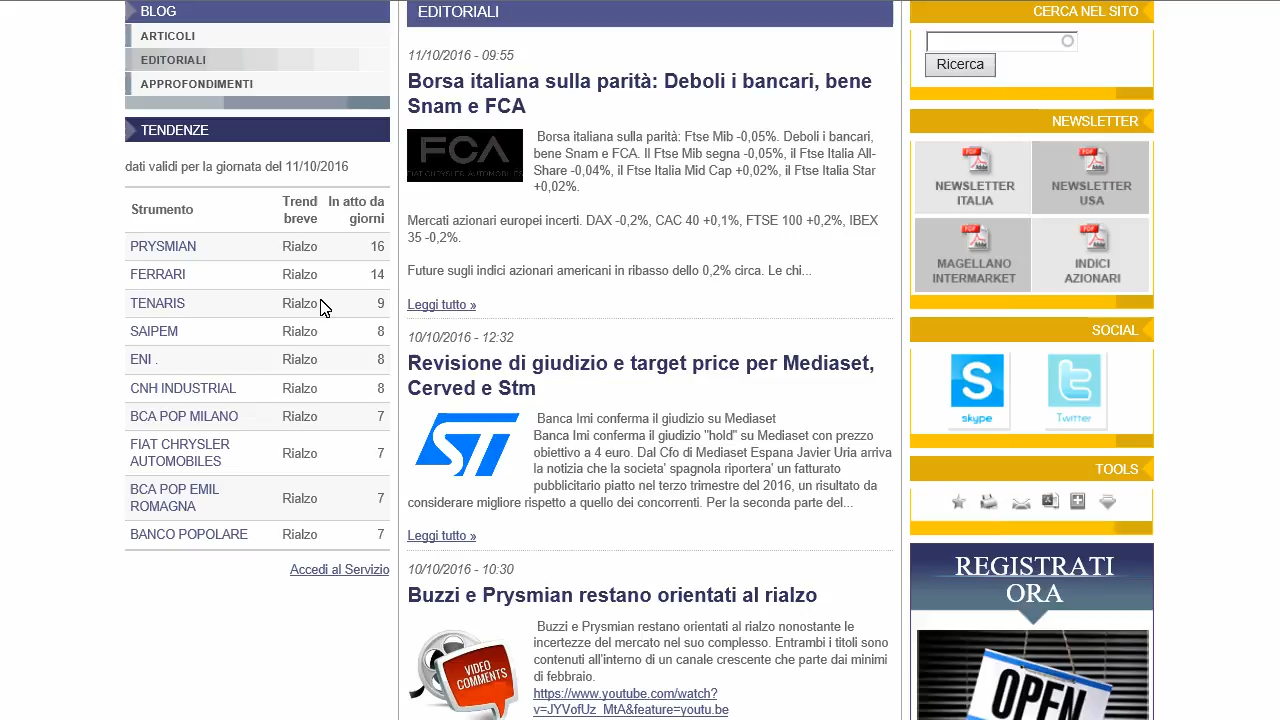 BLOG
ARTICOLI
EDITORIALI
APPROFONDIMENTI
TENDENZE
dati validi per la giornata del 11/10/2016
Strumento Trend breve In atto da giorni
PRYSMIAN Rialzo 16
FERRARI Rialzo 14
TENARIS Rialzo 9
SAIPEM Rialzo 8
ENI . Rialzo 8
CNH INDUSTRIAL Rialzo 8
BCA POP MILANO Rialzo 7
FIAT CHRYSLER
AUTOMOBILES Rialzo 7
BCA POP EMIL
ROMAGNA Rialzo 7
BANCO POPOLARE Rialzo 7
Accedi al Servizio
EDITORIALI
11/10/2016 - 09:55
Borsa italiana sulla parità: Deboli i bancari, bene
Snam e FCA
FCA
FIAT CHRYSLER AUTOMOBILES
Borsa italiana sulla parità: Ftse Mib -0,05%. Deboli i bancari,
bene Snam e FCA. Il Ftse Mib segna -0,05%, il Ftse Italia All-
Share -0,04%, il Ftse Italia Mid Cap +0,02%, il Ftse Italia Star
+0,02%.
Mercati azionari europei incerti. DAX -0,2%, CAC 40 +0,1%, FTSE 100 +0,2%, IBEX
35 -0,2%.
Future sugli indici azionari americani in ribasso dello 0,2% circa. Le chi...
Leggi tutto »
10/10/2016 - 12:32
Revisione di giudizio e target price per Mediaset,
Cerved e Stm
ST
Banca Imi conferma il giudizio su Mediaset
Banca Imi conferma il giudizio "hold" su Mediaset con prezzo
obiettivo a 4 euro. Dal Cfo di Mediaset Espana Javier Uria arriva
la notizia che la societa' spagnola riportera' un fatturato
pubblicitario piatto nel terzo trimestre del 2016, un risultato da
considerare migliore rispetto a quello dei concorrenti. Per la seconda parte del...
Leggi tutto »
10/10/2016 - 10:30
Buzzi e Prysmian restano orientati al rialzo
VIDEO
COMMENTS
Buzzi e Prysmian restano orientati al rialzo nonostante le
incertezze del mercato nel suo complesso. Entrambi i titoli sono
contenuti all'interno di un canale crescente che parte dai minimi
di febbraio.
https://www.youtube.com/watch?
v=JYVofUz_MtA&feature=youtu.be
CERCA NEL SITO
Ricerca
NEWSLETTER
PDF Adobe
NEWSLETTER
ITALIA
PDF Adobe
NEWSLETTER
USA
PDF Adobe
MAGELLANO
INTERMARKET
PDF Adobe
INDICI
AZIONARI
SOCIAL
S
skype
t
Twitter
TOOLS
REGISTRATI
ORA
OPEN